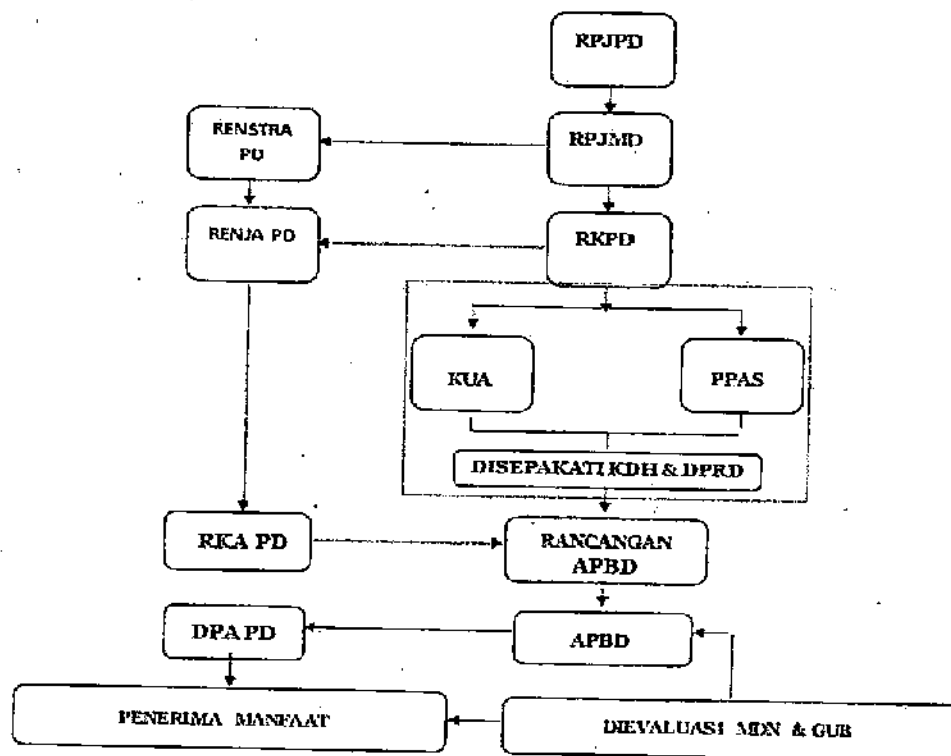 RPJPD
RENSTRA
PD
RPJMD
RENJA PD
RKPD
KUA
PPAS
DISEPAKATI KDH & DPRD
RKA PD
RANCANGAN
APBD
DPA PD
APBD
PENERIMA MANFAAT
DIEVALUASI MDN & GUB